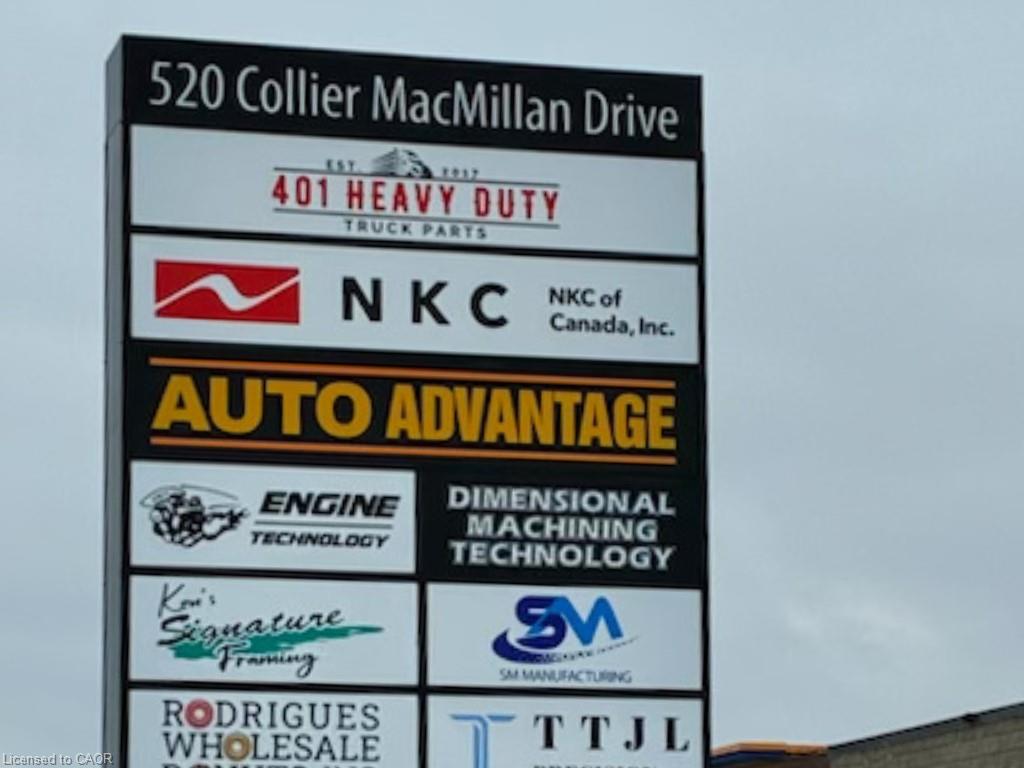 520 Collier MacMillan Drive
EST. 2017
401 HEAVY DUTY
TRUCK PARTS
NKC
NKC of
Canada, Inc.
AUTO ADVANTAGE
ENGINE
TECHNOLOGY
DIMENSIONAL
MACHINING
TECHNOLOGY
Signature
Framing
SM
SM MANUFACTURING
RODRIGUES
WHOLESALE
TTJL
Licensed to CAOR